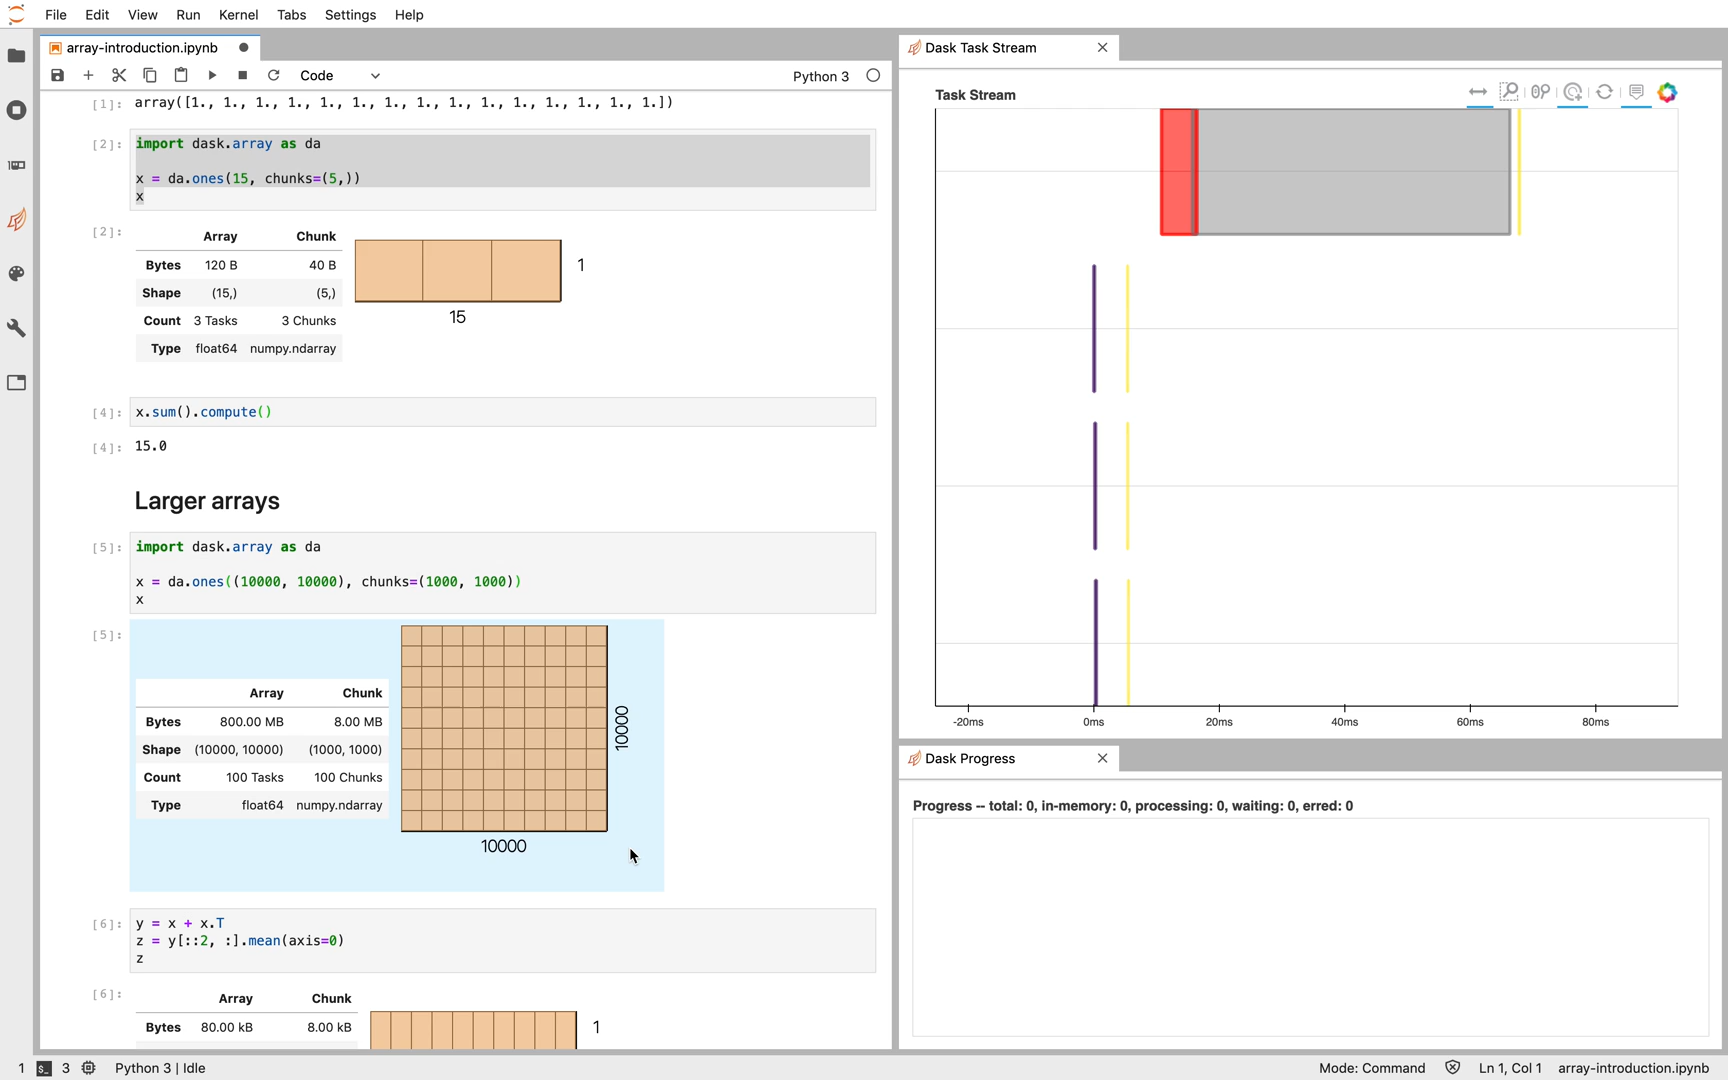 File Edit View Run Kernel Tabs Settings Help
array-introduction.ipynb
Code
Python 3
[1]: array([1., 1., 1., 1., 1., 1., 1., 1., 1., 1., 1., 1., 1., 1., 1.])
[2]: import dask.array as da
x = da.ones(15, chunks=(5,))
x
[2]:
Array Chunk
Bytes 120 B 40 B
Shape (15,) (5,)
Count 3 Tasks 3 Chunks
Type float64 numpy.ndarray
1
15
[4]: x.sum().compute()
[4]: 15.0
Larger arrays
[5]: import dask.array as da
x = da.ones((10000, 10000), chunks=(1000, 1000))
x
[5]:
Array Chunk
Bytes 800.00 MB 8.00 MB
Shape (10000, 10000) (1000, 1000)
Count 100 Tasks 100 Chunks
Type float64 numpy.ndarray
10000
10000
[6]: y = x + x.T
z = y[::2, :].mean(axis=0)
z
[6]:
Array Chunk
Bytes 80.00 kB 8.00 kB
1
Dask Task Stream
Task Stream
-20ms 0ms 20ms 40ms 60ms 80ms
Dask Progress
Progress -- total: 0, in-memory: 0, processing: 0, waiting: 0, erred: 0
1 $_ 3 Python 3 | Idle
Mode: Command Ln 1, Col 1 array-introduction.ipynb